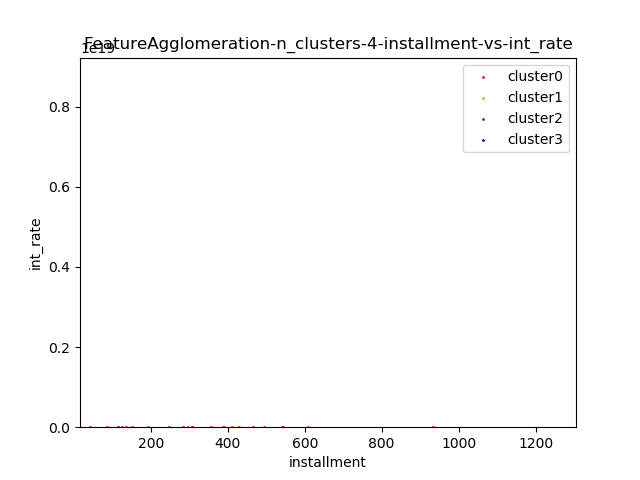 FeatureAgglomeration-n_clusters-4-installment-vs-int_rate
1e19
cluster0
cluster1
cluster2
cluster3
0.8
0.6
0.4
0.2
0.0
int_rate
200 400 600 800 1000 1200
installment